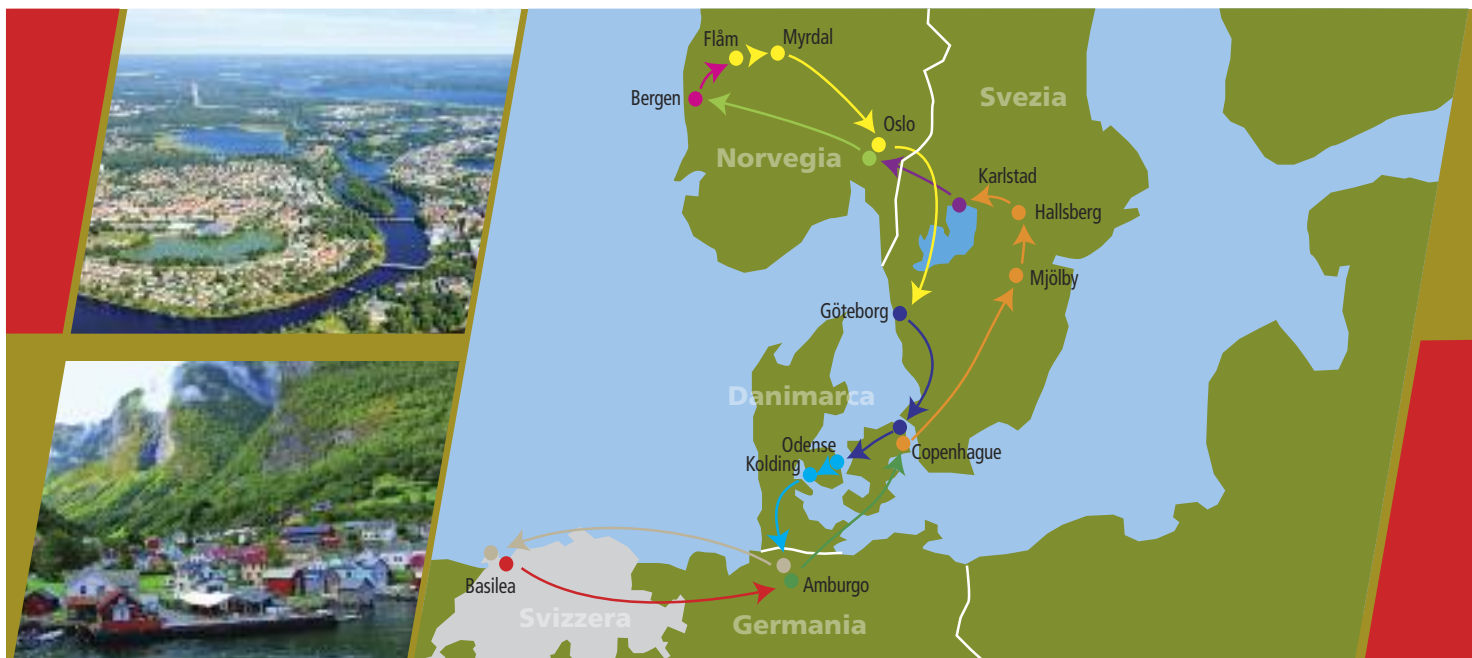 Flåm
Myrdal
Bergen
Svezia
Oslo
Norvegia
Karlstad
Hallsberg
Mjölby
Göteborg
Danimarca
Odense
Kolding
Copenhague
Basilea
Amburgo
Svizzera
Germania